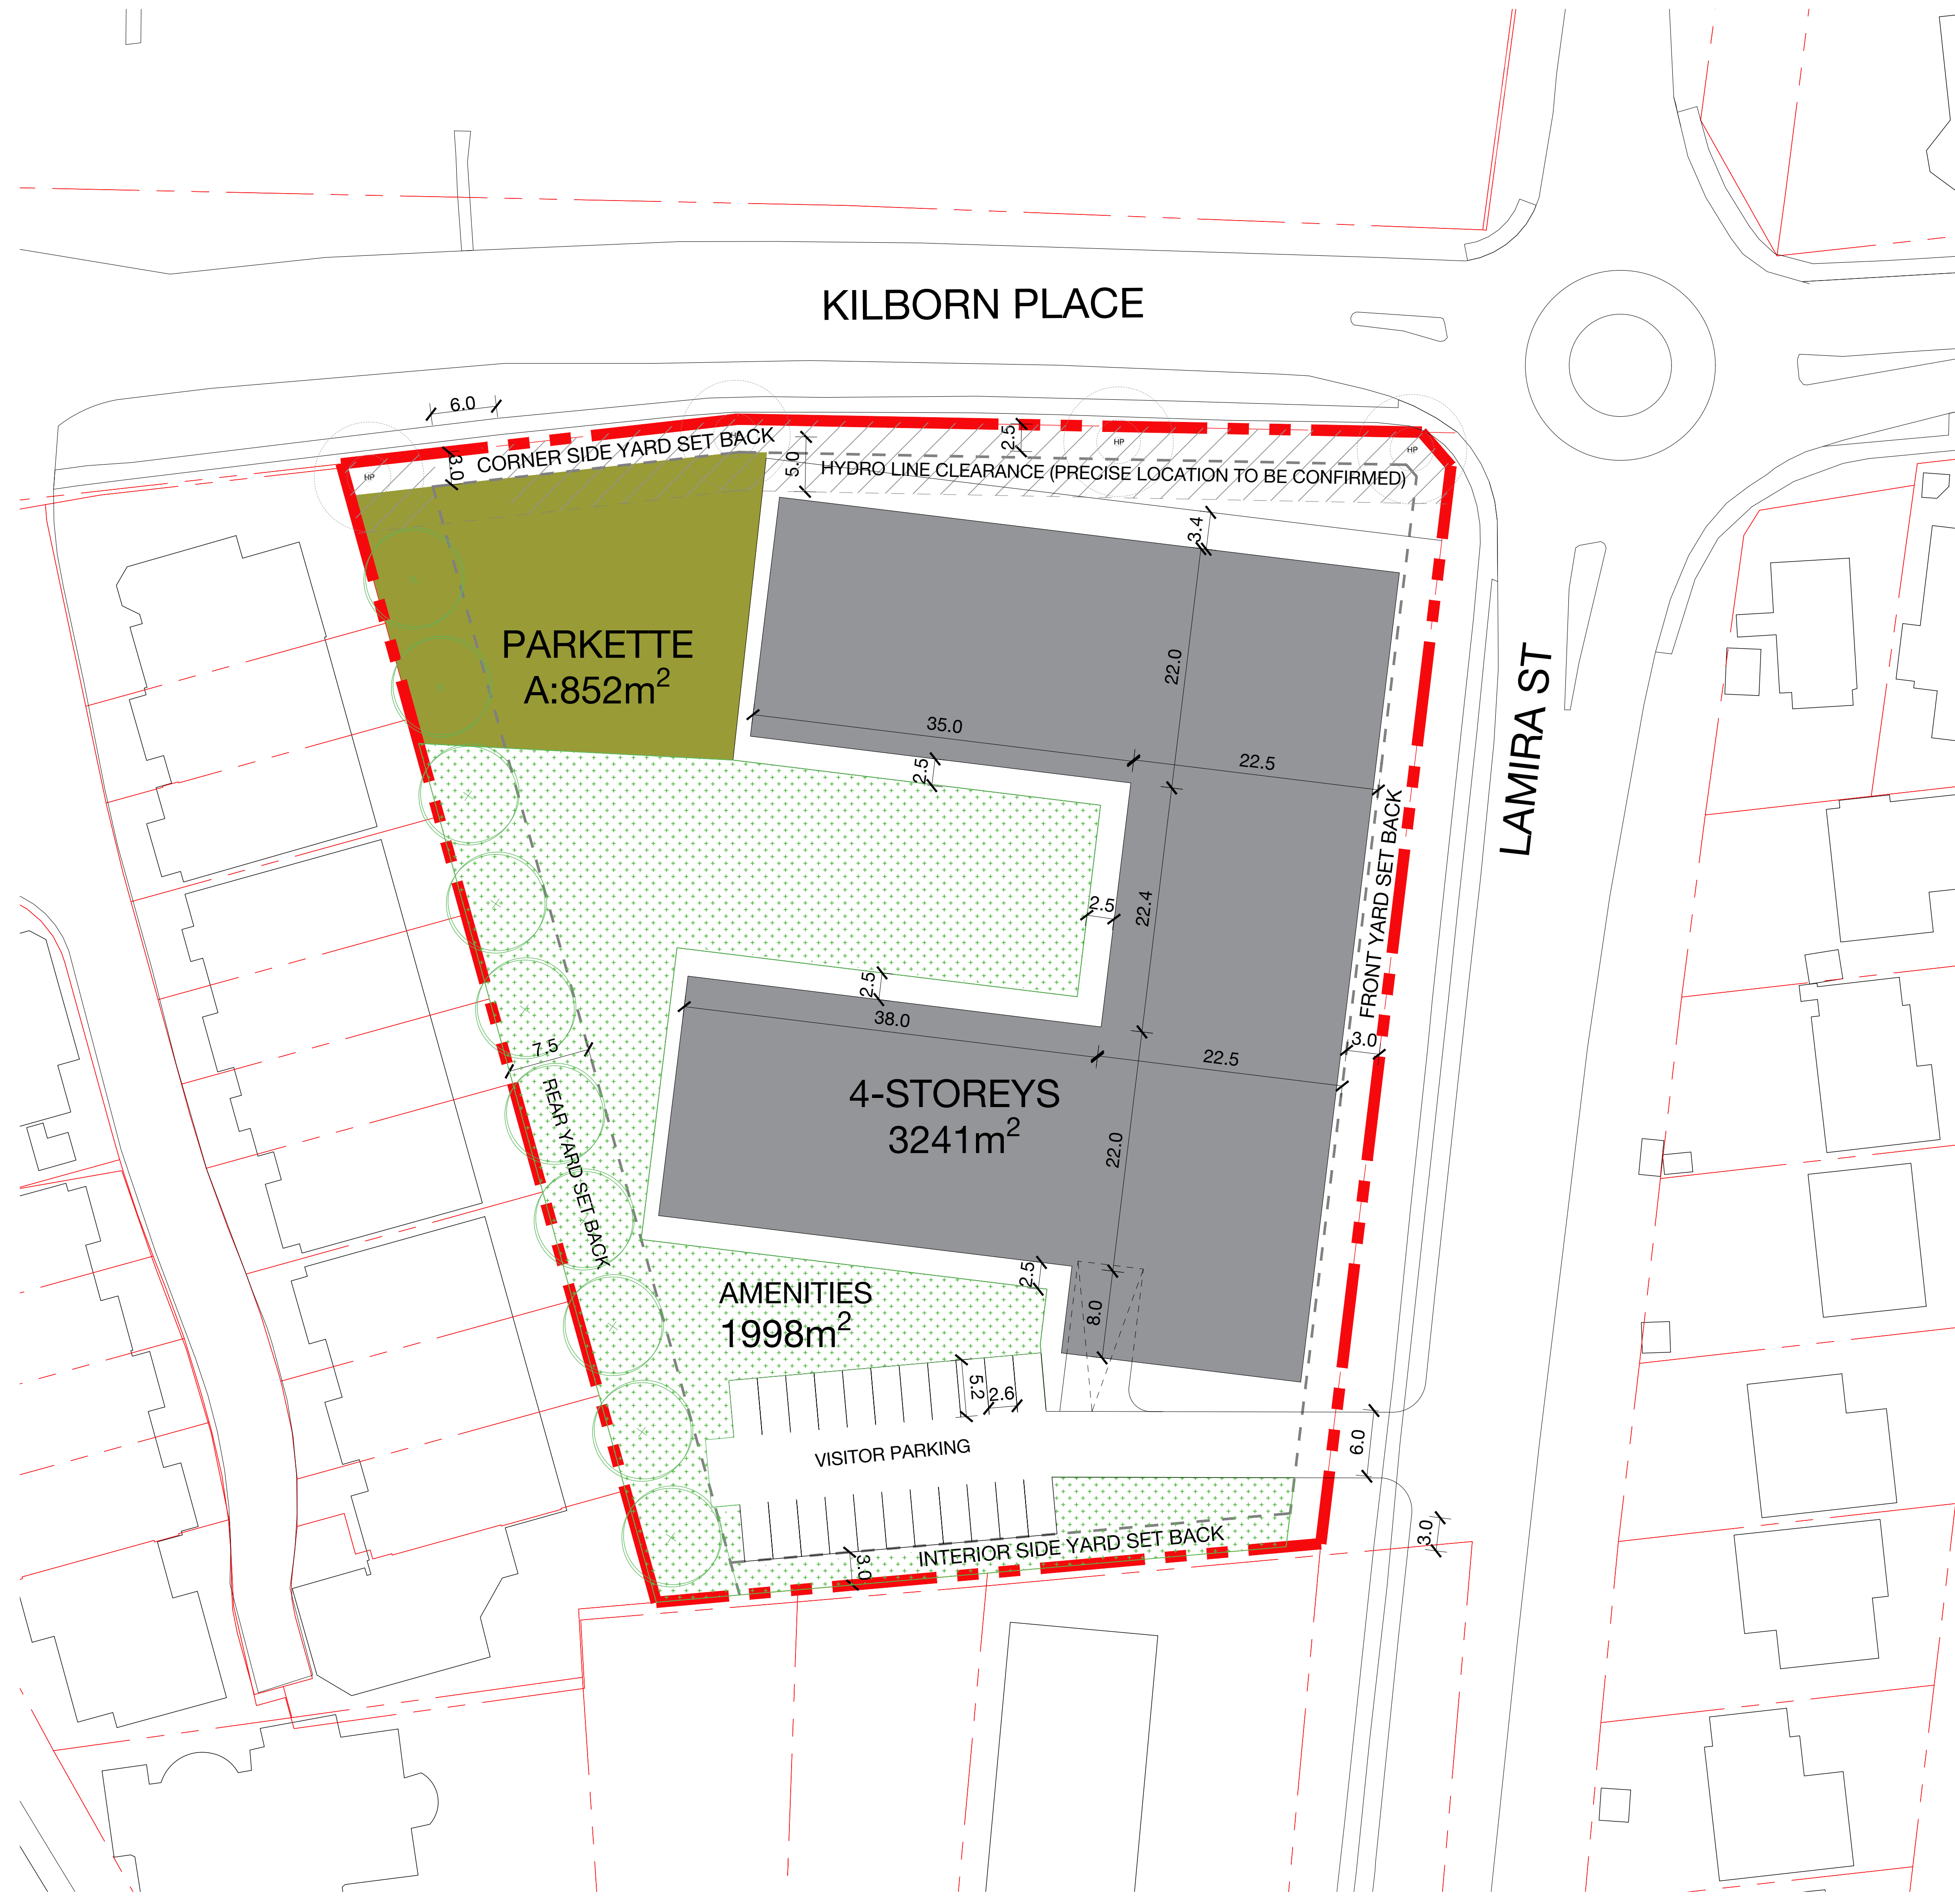 KILBORN PLACE
6.0
CORNER SIDE YARD SET BACK
3.0
HP
HP
HP
2.5
5.0
HYDRO LINE CLEARANCE (PRECISE LOCATION TO BE CONFIRMED)
3.4
PARKETTE
A:852m²
22.0
35.0
22.5
2.5
LAMIRA ST
FRONT YARD SET BACK
2.5
22.4
2.5
38.0
22.5
3.0
7.5
REAR YARD SET BACK
4-STOREYS
3241m²
22.0
2.5
AMENITIES
1998m²
8.0
5.2
2.6
VISITOR PARKING
6.0
INTERIOR SIDE YARD SET BACK
3.0
3.0